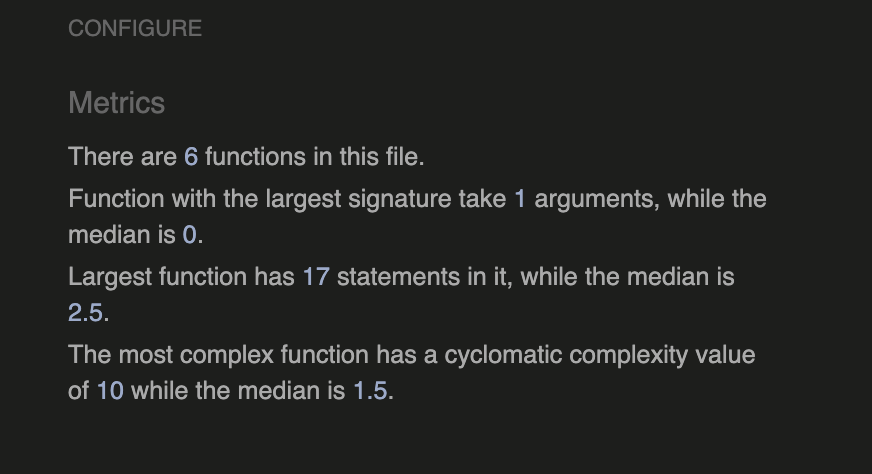 CONFIGURE
Metrics
There are 6 functions in this file.
Function with the largest signature take 1 arguments, while the
median is 0.
Largest function has 17 statements in it, while the median is
2.5.
The most complex function has a cyclomatic complexity value
of 10 while the median is 1.5.